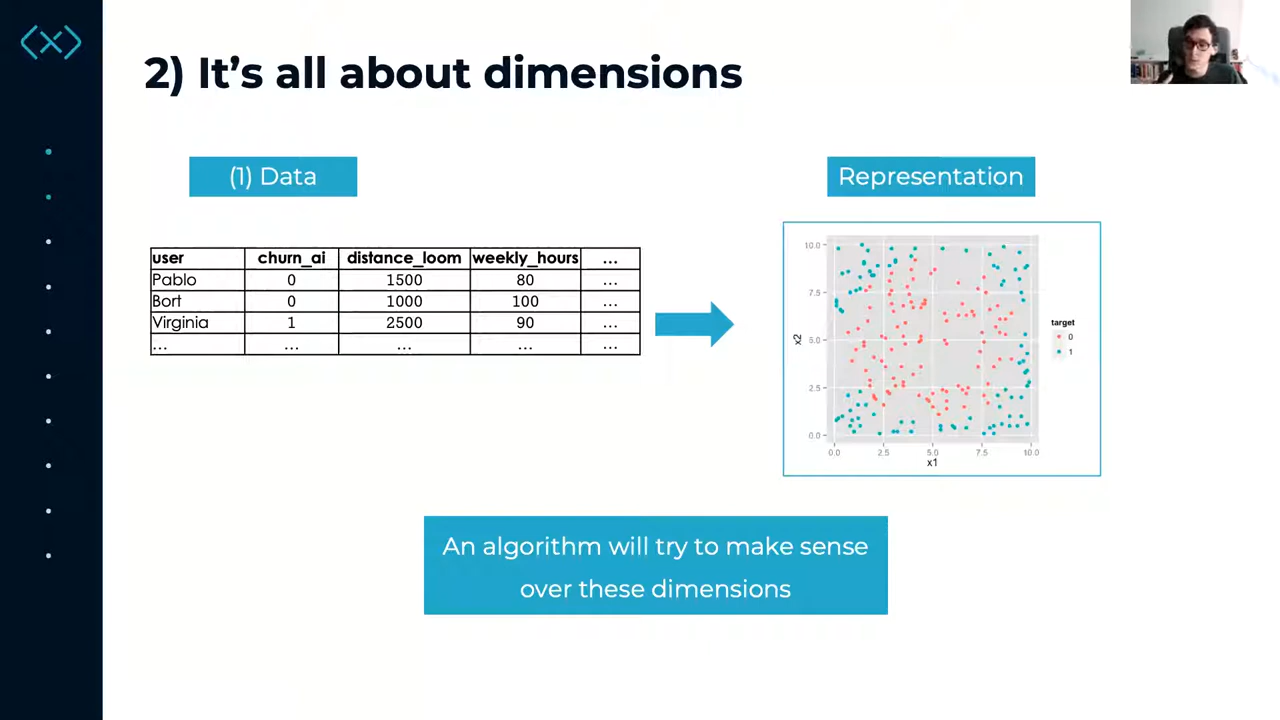 2) It's all about dimensions
(1) Data
Representation
user churn_ai distance_loom weekly_hours ...
Pablo 0 1500 80 ...
Bort 0 1000 100 ...
Virginia 1 2500 90 ...
... ... ... ... ...
10.0
7.5
5.0
2.5
0.0
x2
0.0 2.5 5.0 7.5 10.0
x1
target
0
1
An algorithm will try to make sense
over these dimensions